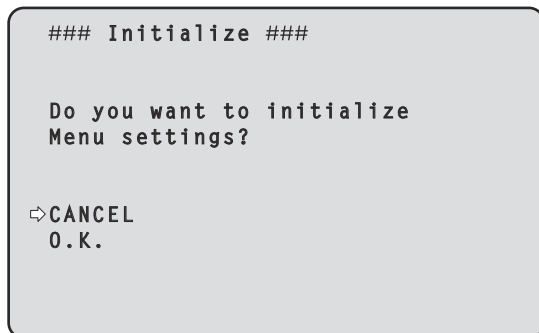 ### Initialize ###
Do you want to initialize
Menu settings?
⇨CANCEL
O.K.